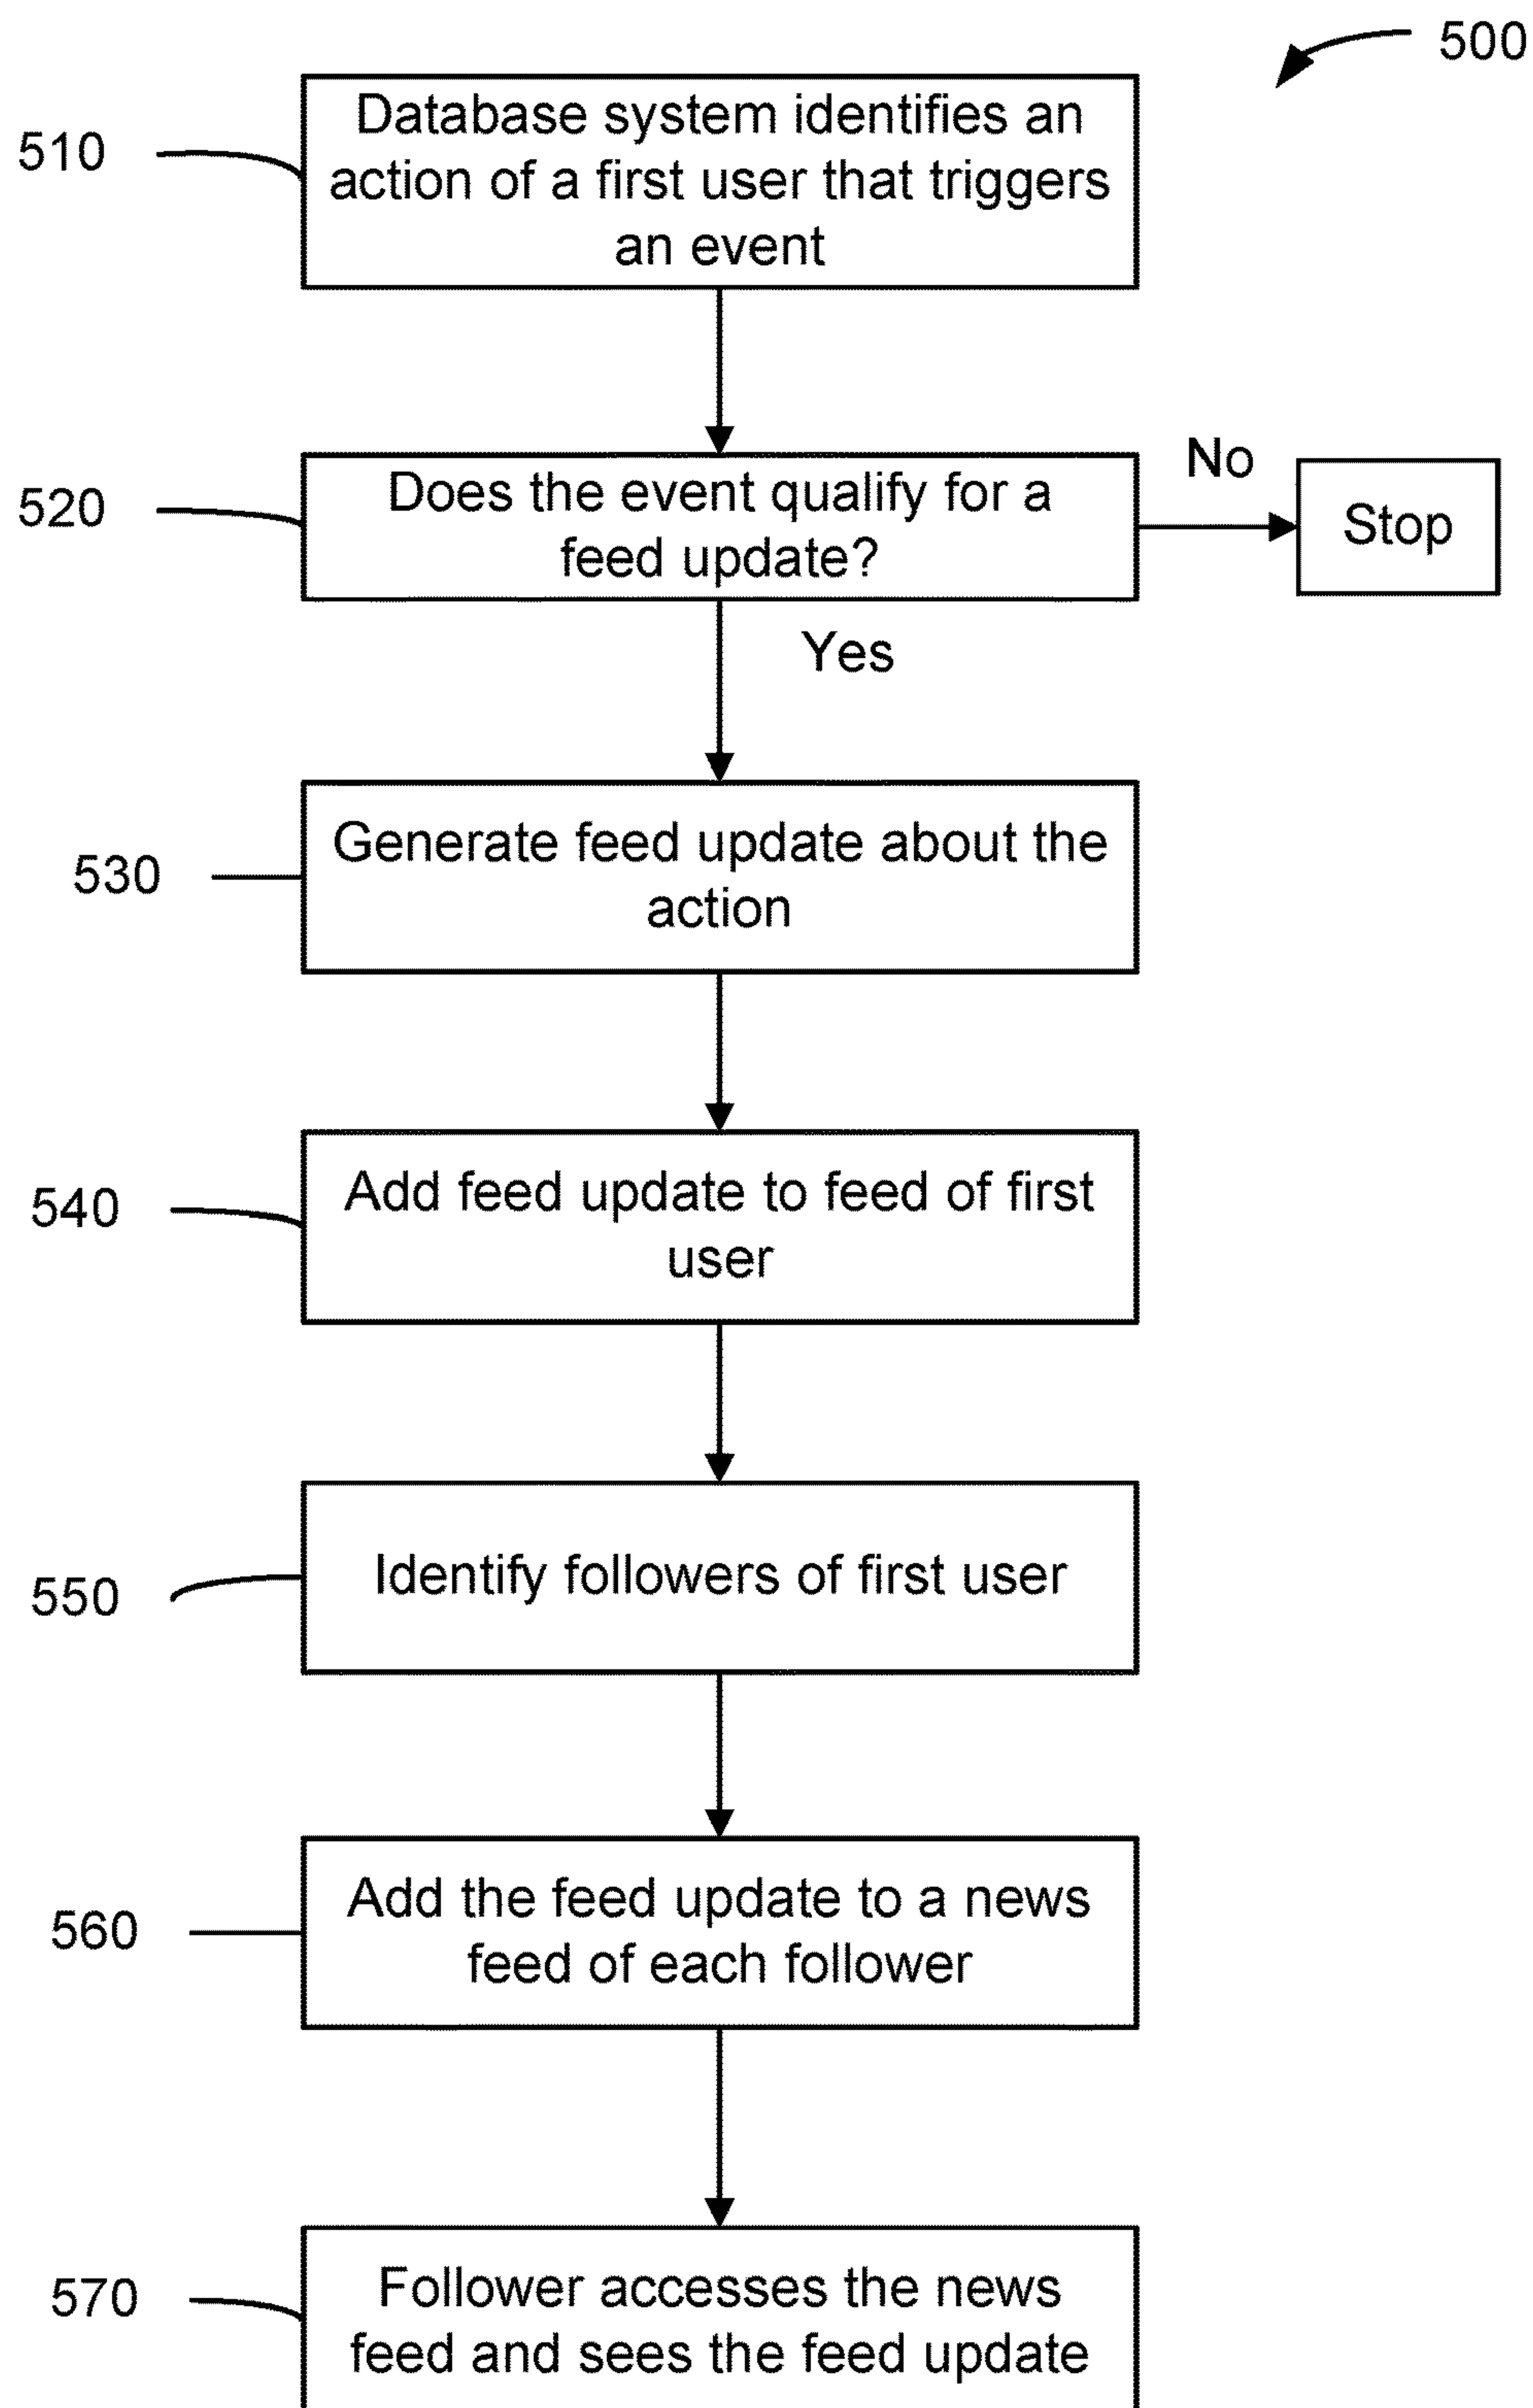 500
510
Database system identifies an
action of a first user that triggers
an event
520
Does the event qualify for a
feed update?
No
Stop
Yes
530
Generate feed update about the
action
540
Add feed update to feed of first
user
550
Identify followers of first user
560
Add the feed update to a news
feed of each follower
570
Follower accesses the news
feed and sees the feed update